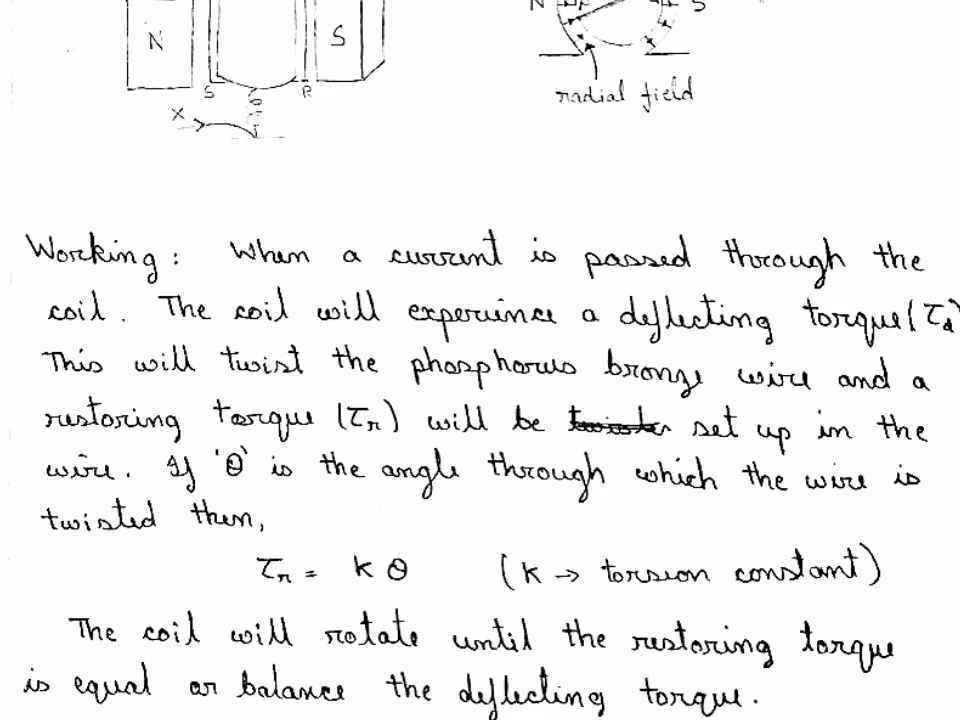 N S
N S
S R
X
radial field
Working : When a current is passed through the
coil. The coil will experience a deflecting torque (τd)
This will twist the phosphorus bronze wire and a
restoring torque (τr) will be set up in the
wire. If 'θ' is the angle through which the wire is
twisted then,
τr = K θ (K → torsion constant)
The coil will rotate until the restoring torque
is equal or balance the deflecting torque.